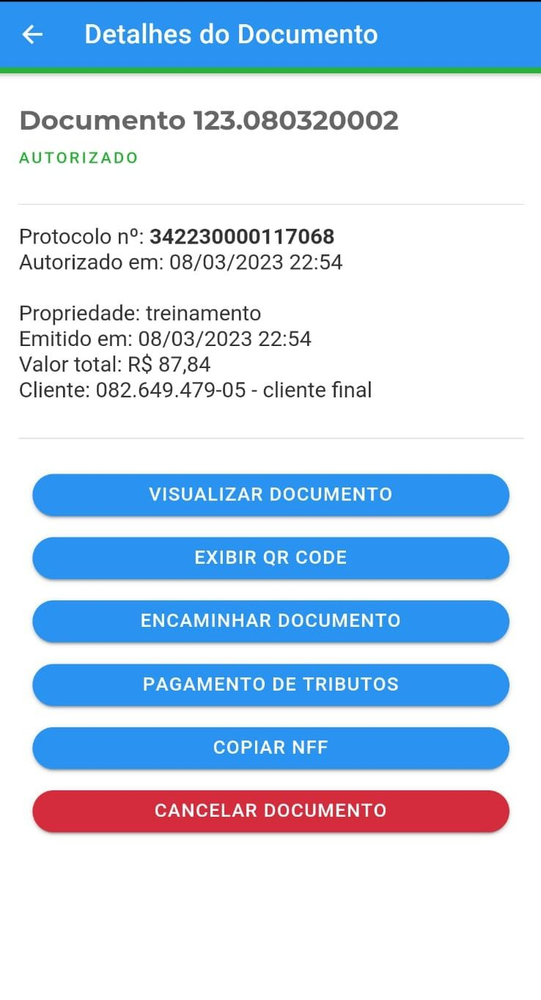 Detalhes do Documento
Documento 123.080320002
AUTORIZADO
Protocolo nº: 342230000117068
Autorizado em: 08/03/2023 22:54
Propriedade: treinamento
Emitido em: 08/03/2023 22:54
Valor total: R$ 87,84
Cliente: 082.649.479-05 - cliente final
VISUALIZAR DOCUMENTO
EXIBIR QR CODE
ENCAMINHAR DOCUMENTO
PAGAMENTO DE TRIBUTOS
COPIAR NFF
CANCELAR DOCUMENTO